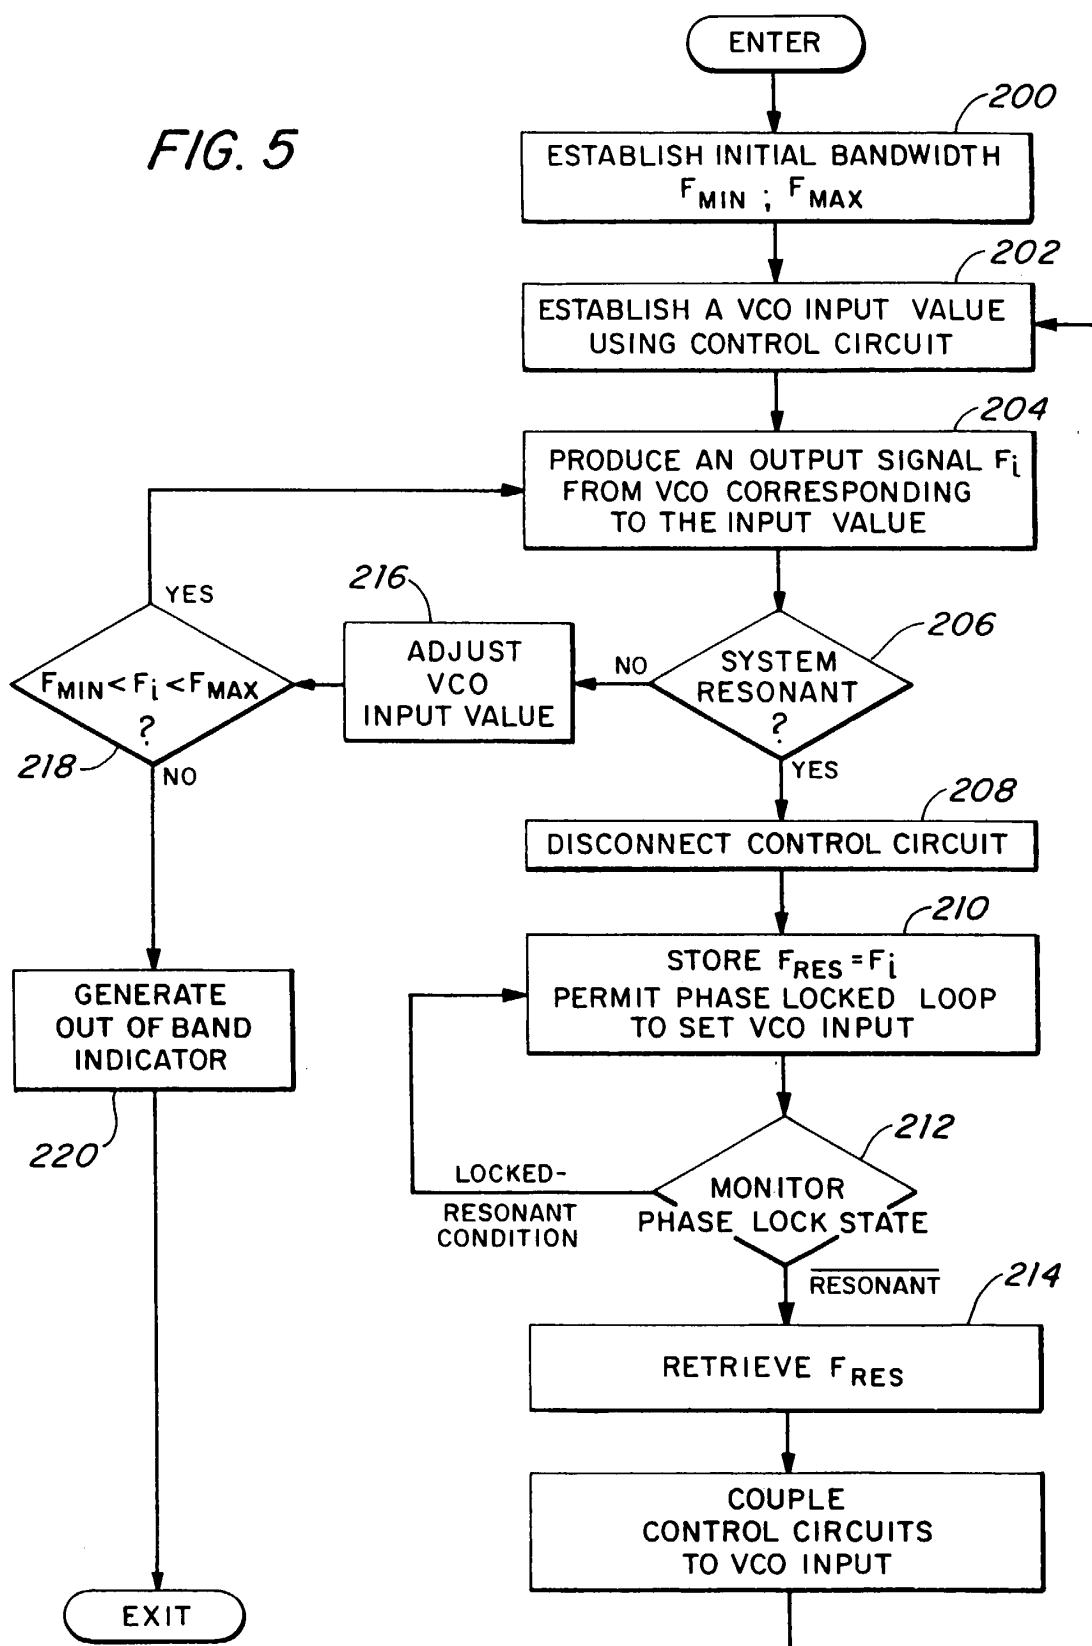 FIG. 5
ENTER
200
ESTABLISH INITIAL BANDWIDTH
FMIN ; FMAX
202
ESTABLISH A VCO INPUT VALUE
USING CONTROL CIRCUIT
204
PRODUCE AN OUTPUT SIGNAL Fi
FROM VCO CORRESPONDING
TO THE INPUT VALUE
206
SYSTEM
RESONANT
?
NO
YES
216
ADJUST
VCO
INPUT VALUE
YES
FMIN < Fi < FMAX
?
218
NO
208
DISCONNECT CONTROL CIRCUIT
210
STORE FRES = Fi
PERMIT PHASE LOCKED LOOP
TO SET VCO INPUT
GENERATE
OUT OF BAND
INDICATOR
220
212
MONITOR
PHASE LOCK STATE
LOCKED-
RESONANT
CONDITION
RESONANT
214
RETRIEVE FRES
COUPLE
CONTROL CIRCUITS
TO VCO INPUT
EXIT